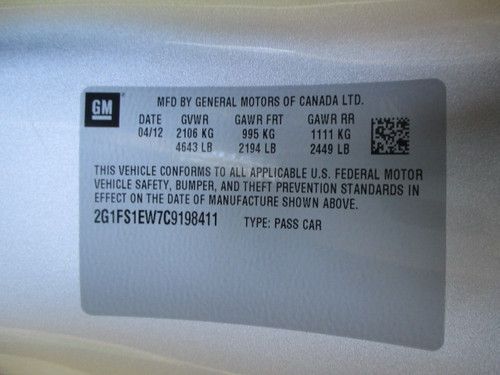 GM
MFD BY GENERAL MOTORS OF CANADA LTD.
DATE GVWR GAWR FRT GAWR RR
04/12 2106 KG 995 KG 1111 KG
4643 LB 2194 LB 2449 LB
THIS VEHICLE CONFORMS TO ALL APPLICABLE U.S. FEDERAL MOTOR
VEHICLE SAFETY, BUMPER, AND THEFT PREVENTION STANDARDS IN
EFFECT ON THE DATE OF MANUFACTURE SHOWN ABOVE.
2G1FS1EW7C9198411 TYPE: PASS CAR